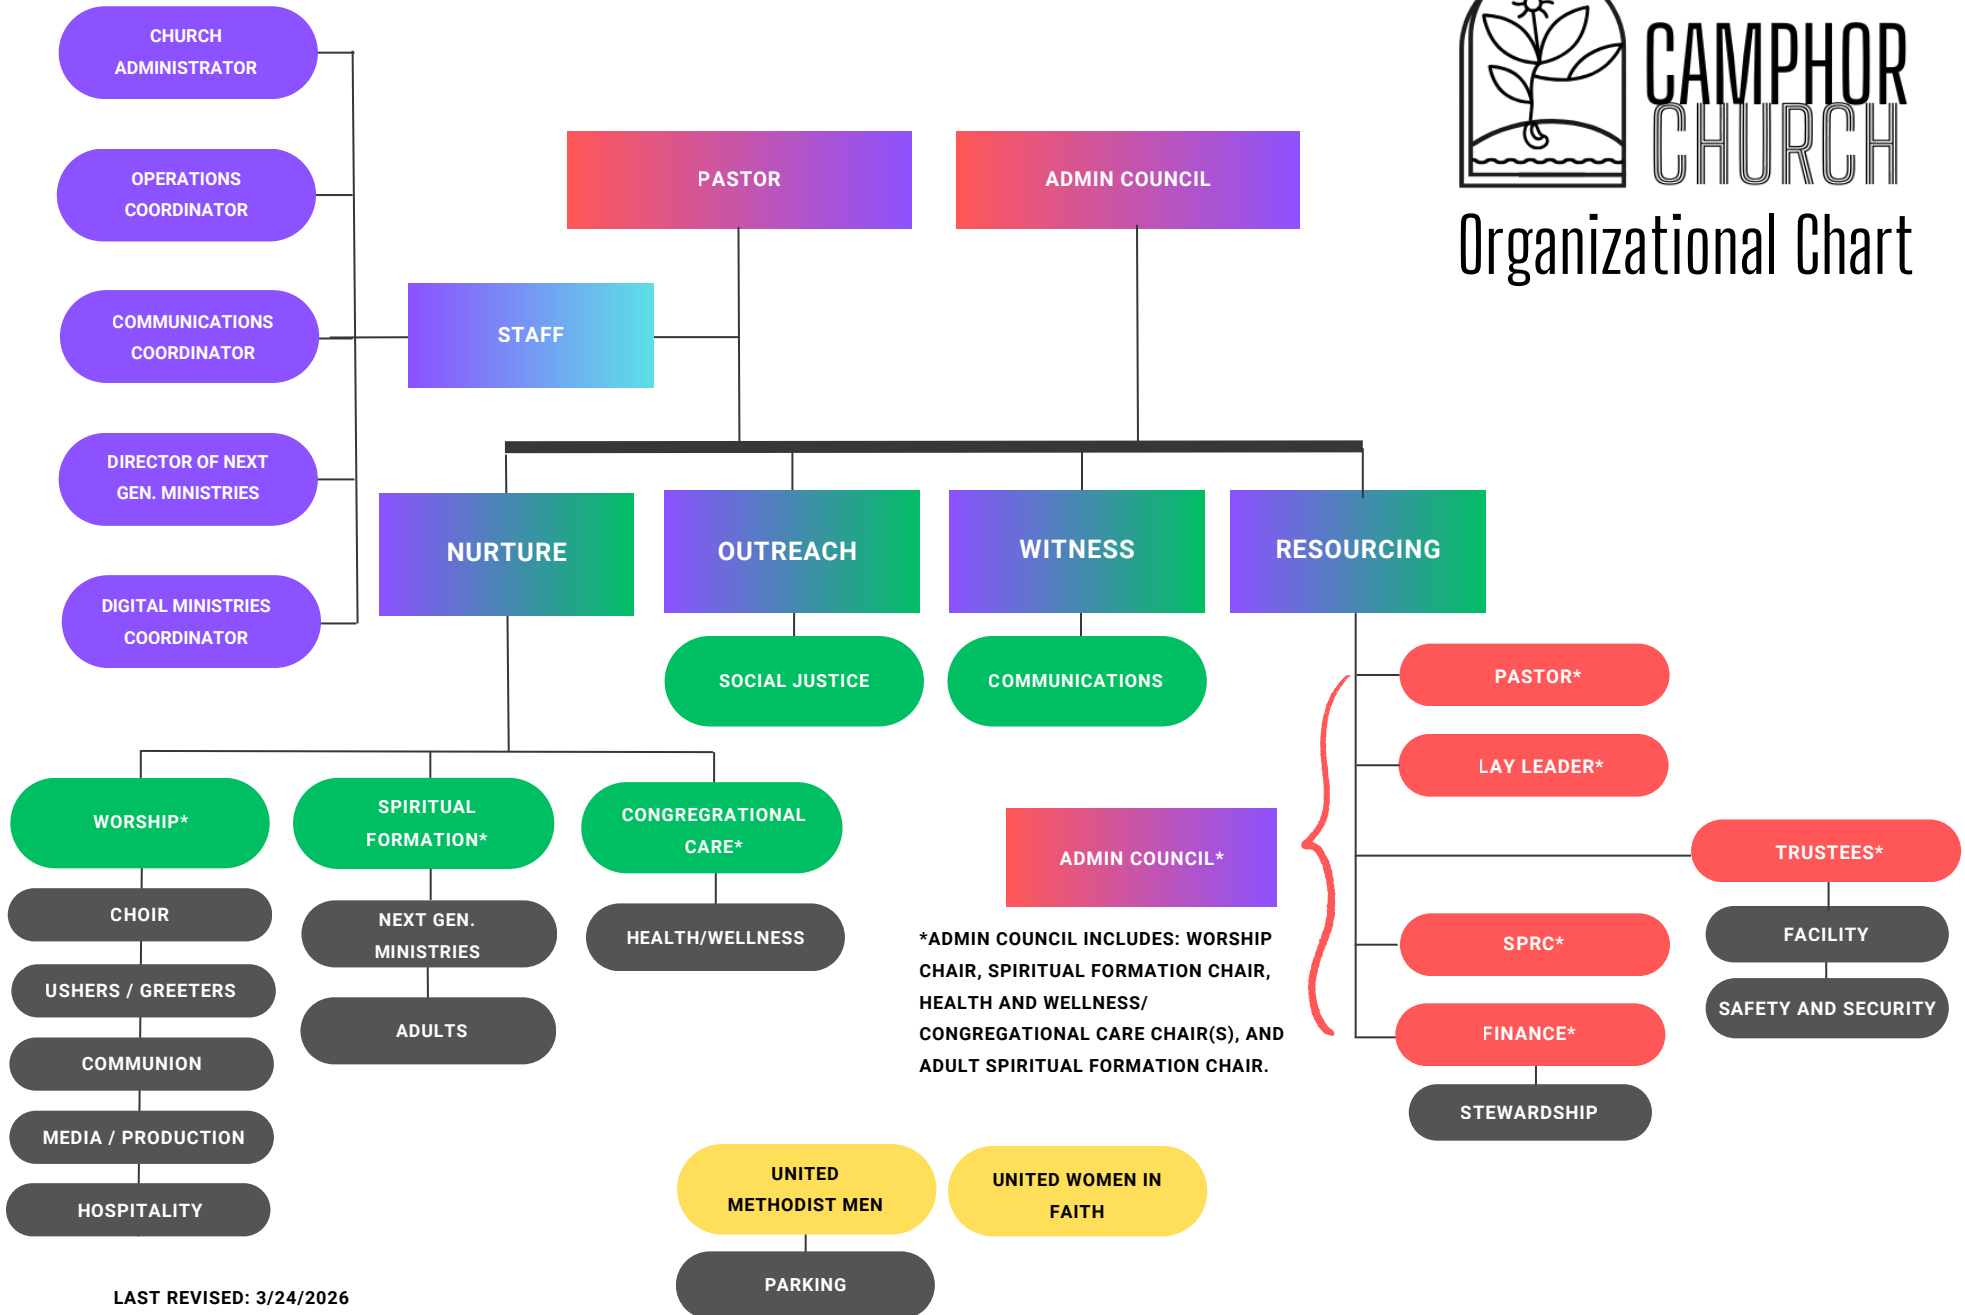 CAMPHOR
CHURCH
Organizational Chart
CHURCH
ADMINISTRATOR
OPERATIONS
COORDINATOR
COMMUNICATIONS
COORDINATOR
DIRECTOR OF NEXT
GEN. MINISTRIES
DIGITAL MINISTRIES
COORDINATOR
PASTOR
ADMIN COUNCIL
STAFF
NURTURE
OUTREACH
WITNESS
RESOURCING
SOCIAL JUSTICE
COMMUNICATIONS
WORSHIP*
CHOIR
USHERS / GREETERS
COMMUNION
MEDIA / PRODUCTION
HOSPITALITY
SPIRITUAL
FORMATION*
NEXT GEN.
MINISTRIES
ADULTS
CONGREGRATIONAL
CARE*
HEALTH/WELLNESS
ADMIN COUNCIL*
*ADMIN COUNCIL INCLUDES: WORSHIP
CHAIR, SPIRITUAL FORMATION CHAIR,
HEALTH AND WELLNESS/
CONGREGATIONAL CARE CHAIR(S), AND
ADULT SPIRITUAL FORMATION CHAIR.
PASTOR*
LAY LEADER*
TRUSTEES*
FACILITY
SAFETY AND SECURITY
SPRC*
FINANCE*
STEWARDSHIP
UNITED
METHODIST MEN
PARKING
UNITED WOMEN IN
FAITH
LAST REVISED: 3/24/2026